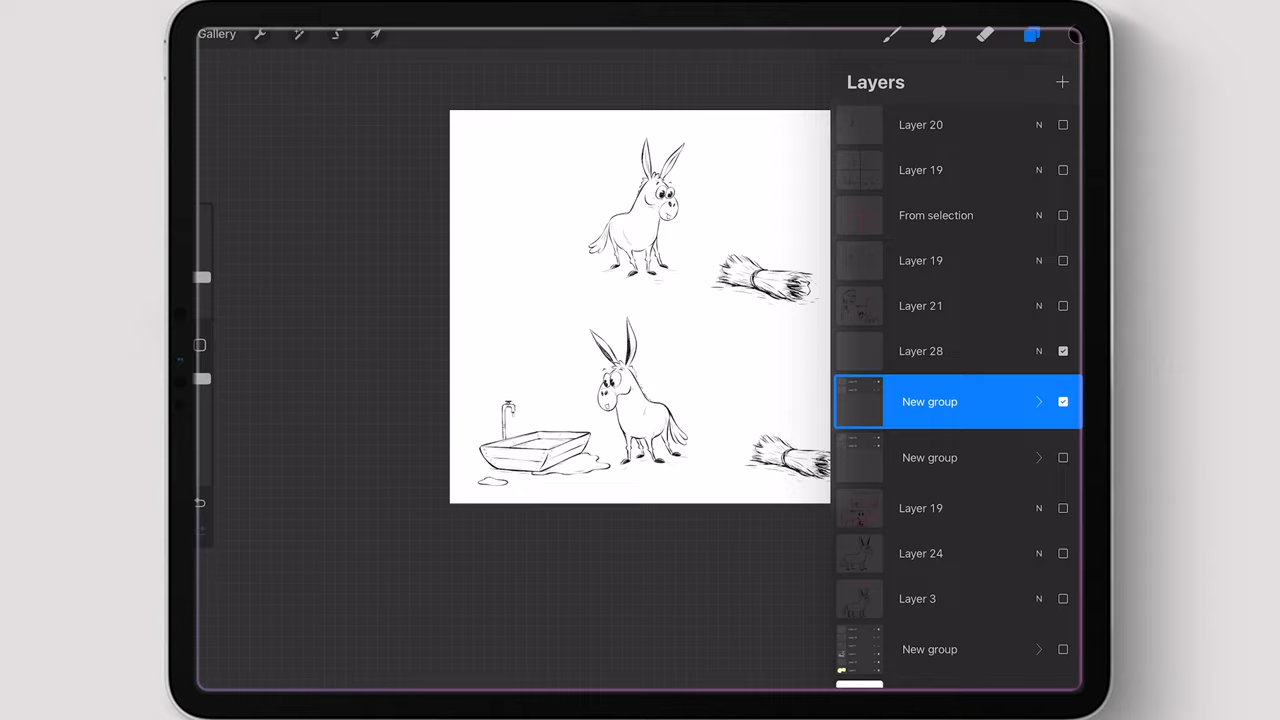 Gallery
Layers
Layer 20 N
Layer 19 N
From selection N
Layer 19 N
Layer 21 N
Layer 28 N
New group
New group
Layer 19 N
Layer 24 N
Layer 3 N
New group